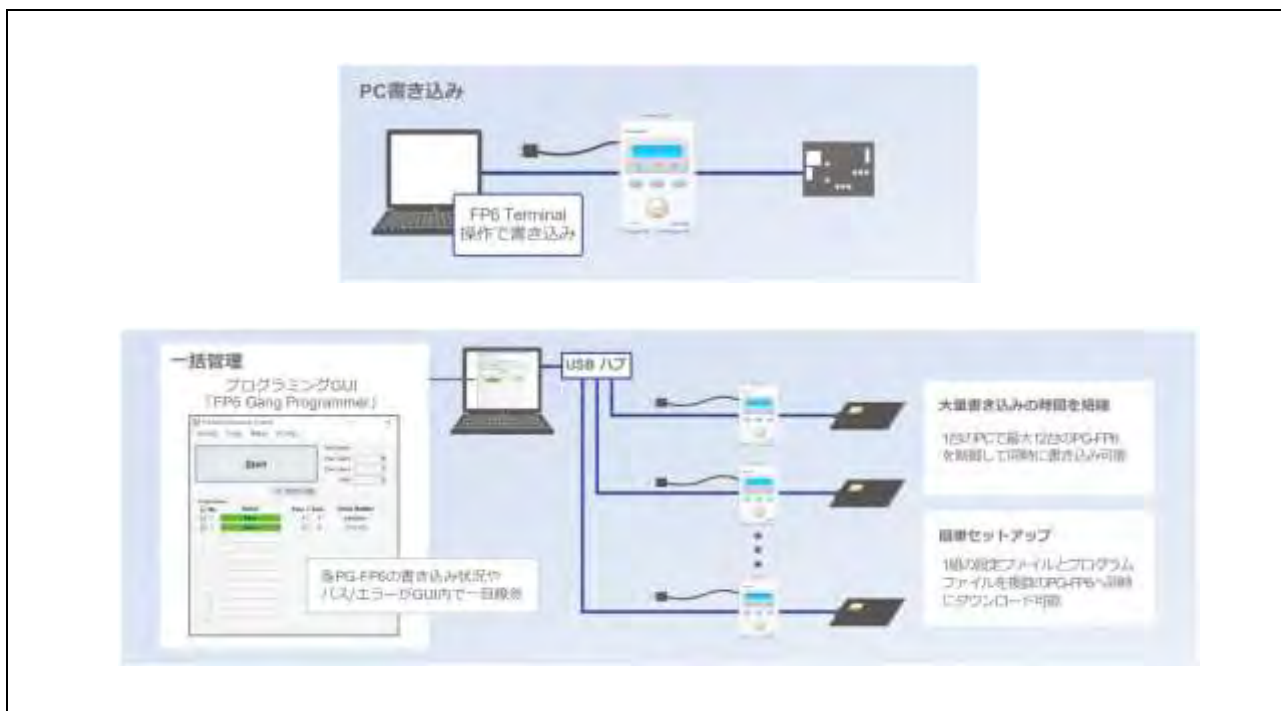 PC書き込み
FP6 Terminal
操作で書き込み
一括管理
プログラミングGUI
「FP6 Gang Programmer」
Start
各PG-FP6の書き込み状況や
パス/エラーがGUI内で一目瞭然
USB ハブ
大量書き込みの時間を短縮
1台のPCで最大12台のPG-FP6
を制御して同時に書き込み可能
簡単セットアップ
1組の設定ファイルとプログラム
ファイルを複数のPG-FP6へ同時
にダウンロード可能